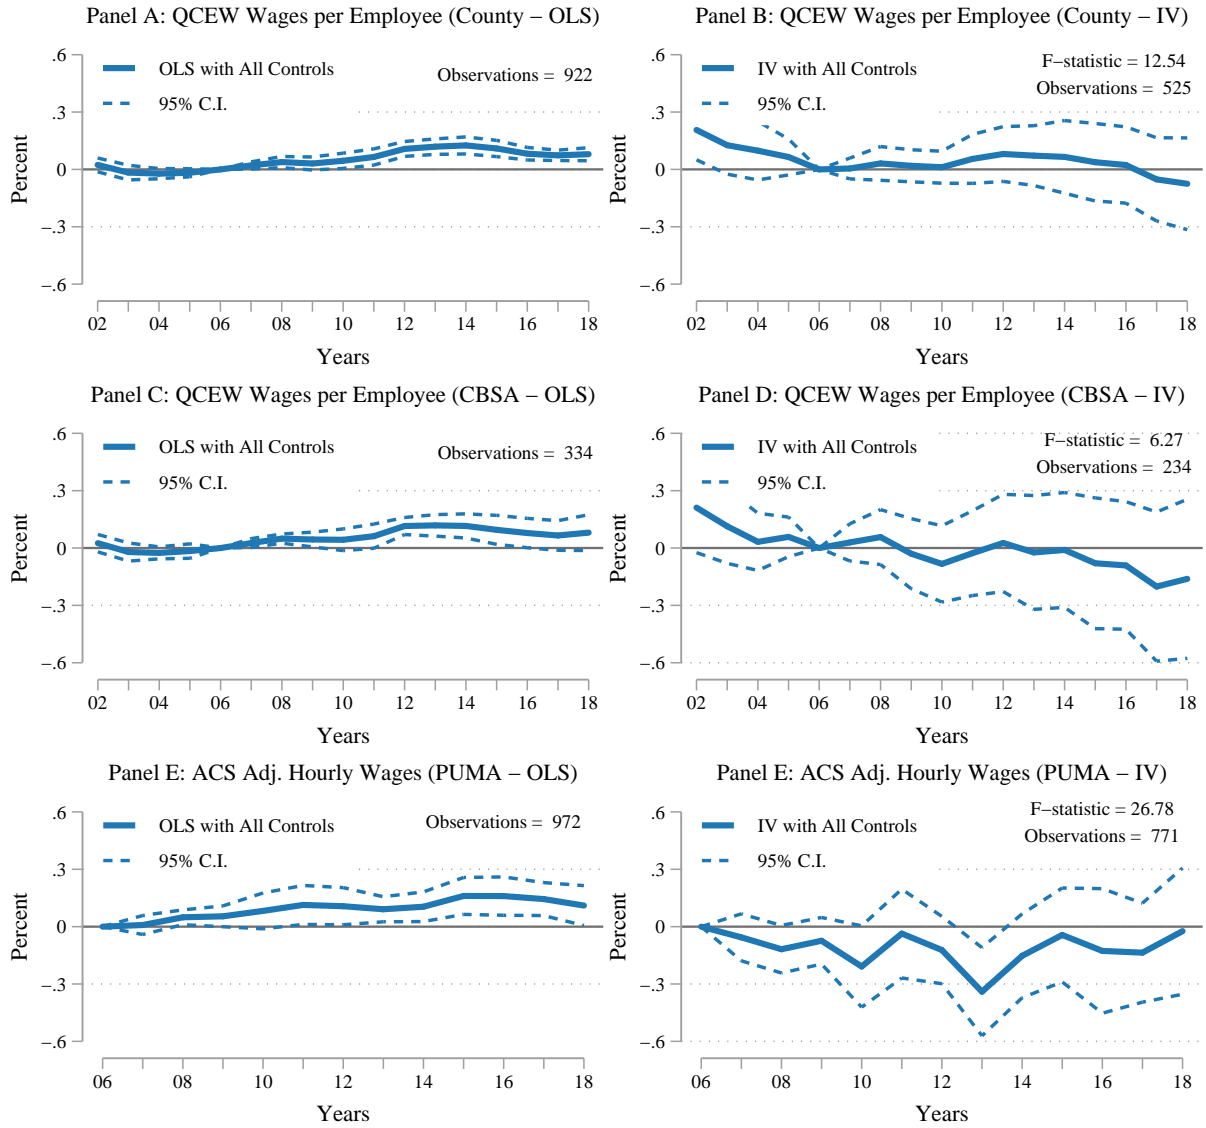 Panel A: QCEW Wages per Employee (County − OLS)
.6
.3
0
−.3
−.6
Percent
OLS with All Controls
95% C.I.
Observations = 922
02 04 06 08 10 12 14 16 18
Years
Panel B: QCEW Wages per Employee (County − IV)
.6
.3
0
−.3
−.6
Percent
IV with All Controls
95% C.I.
F−statistic = 12.54
Observations = 525
02 04 06 08 10 12 14 16 18
Years
Panel C: QCEW Wages per Employee (CBSA − OLS)
.6
.3
0
−.3
−.6
Percent
OLS with All Controls
95% C.I.
Observations = 334
02 04 06 08 10 12 14 16 18
Years
Panel D: QCEW Wages per Employee (CBSA − IV)
.6
.3
0
−.3
−.6
Percent
IV with All Controls
95% C.I.
F−statistic = 6.27
Observations = 234
02 04 06 08 10 12 14 16 18
Years
Panel E: ACS Adj. Hourly Wages (PUMA − OLS)
.6
.3
0
−.3
−.6
Percent
OLS with All Controls
95% C.I.
Observations = 972
06 08 10 12 14 16 18
Years
Panel E: ACS Adj. Hourly Wages (PUMA − IV)
.6
.3
0
−.3
−.6
Percent
IV with All Controls
95% C.I.
F−statistic = 26.78
Observations = 771
06 08 10 12 14 16 18
Years